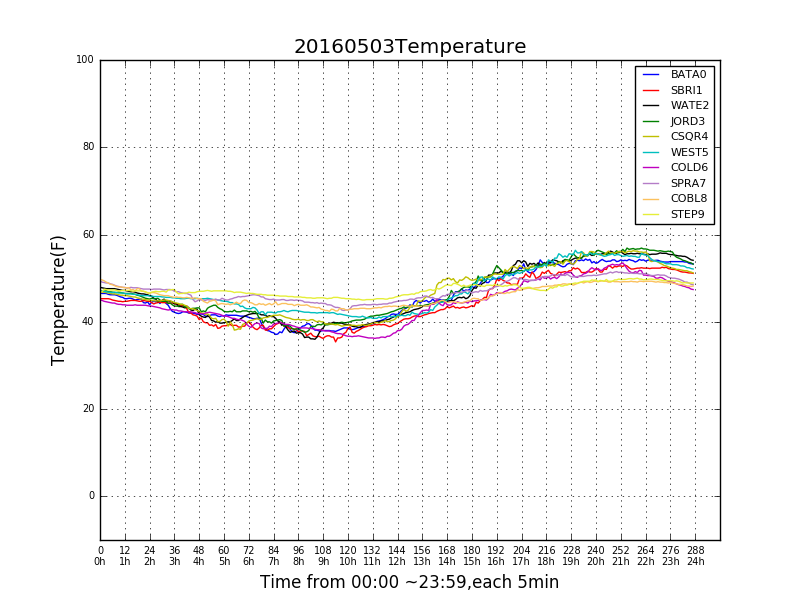 20160503Temperature
100
80
60
40
20
0
Temperature(F)
BATA0
SBRI1
WATE2
JORD3
CSQR4
WEST5
COLD6
SPRA7
COBL8
STEP9
0 12 24 36 48 60 72 84 96 108 120 132 144 156 168 180 192 204 216 228 240 252 264 276 288
0h 1h 2h 3h 4h 5h 6h 7h 8h 9h 10h 11h 12h 13h 14h 15h 16h 17h 18h 19h 20h 21h 22h 23h 24h
Time from 00:00 ~23:59,each 5min